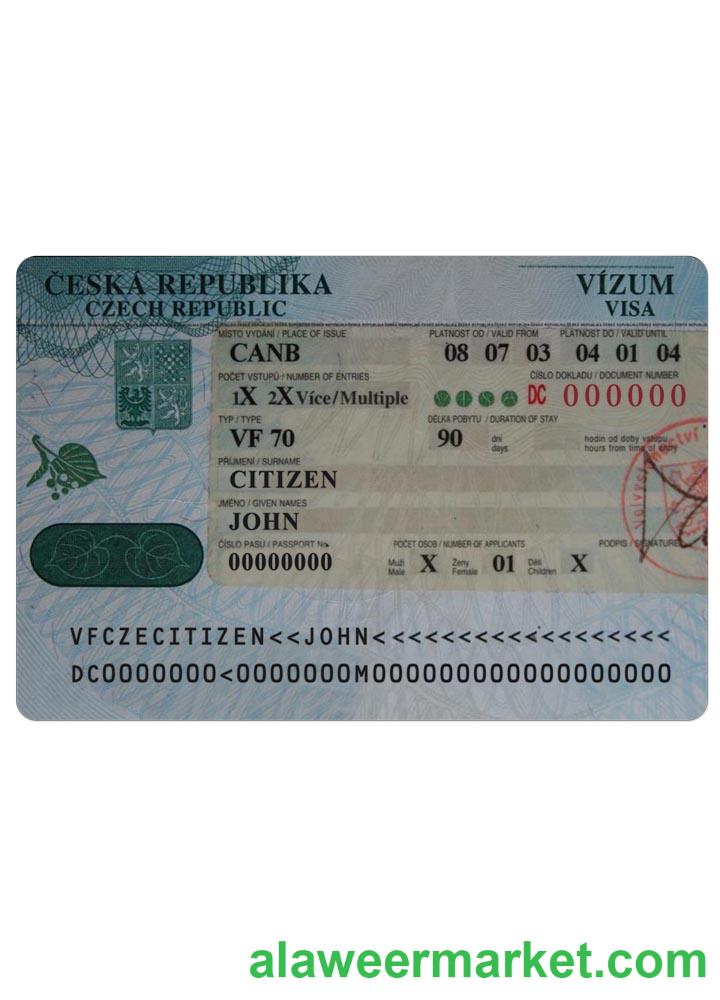 ČESKÁ REPUBLIKA
CZECH REPUBLIC
VÍZUM
VISA
MÍSTO VYDÁNÍ / PLACE OF ISSUE
PLATNOST OD / VALID FROM
PLATNOST DO / VALID UNTIL
CANB
08 07 03
04 01 04
POČET VSTUPŮ / NUMBER OF ENTRIES
ČÍSLO DOKLADU / DOCUMENT NUMBER
1X 2X Více/Multiple
DC 000000
TYP / TYPE
DÉLKA POBYTU / DURATION OF STAY
VF 70
90
dní
days
hodin od doby vstupu
hours from time of entry
PŘIJMENÍ / SURNAME
CITIZEN
JMÉNO / GIVEN NAMES
JOHN
ČÍSLO PASU / PASSPORT No.
POČET OSOB / NUMBER OF APPLICANTS
PODPIS / SIGNATURE
00000000
Muži
Male
X
Ženy
Female
01
Děti
Children
X
VFCZECITIZEN<<JOHN<<<<<<<<<<<<<<<<<
DC0000000<0000000M00000000000000000
alaweermarket.com